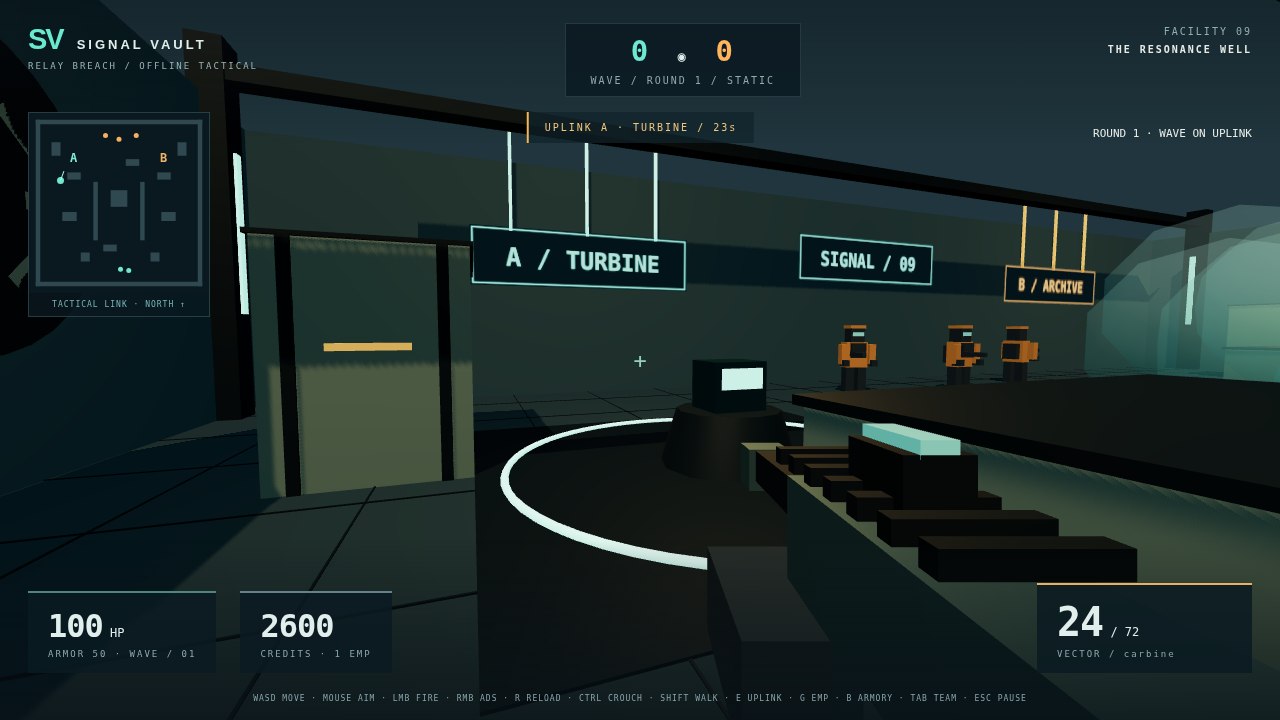 SV SIGNAL VAULT
RELAY BREACH / OFFLINE TACTICAL
0 ◉ 0
WAVE / ROUND 1 / STATIC
FACILITY 09
THE RESONANCE WELL
UPLINK A · TURBINE / 23s
ROUND 1 · WAVE ON UPLINK
A
B
TACTICAL LINK · NORTH ↑
A / TURBINE
SIGNAL / 09
B / ARCHIVE
100 HP
ARMOR 50 · WAVE / 01
2600
CREDITS · 1 EMP
24 / 72
VECTOR / carbine
WASD MOVE · MOUSE AIM · LMB FIRE · RMB ADS · R RELOAD · CTRL CROUCH · SHIFT WALK · E UPLINK · G EMP · B ARMORY · TAB TEAM · ESC PAUSE